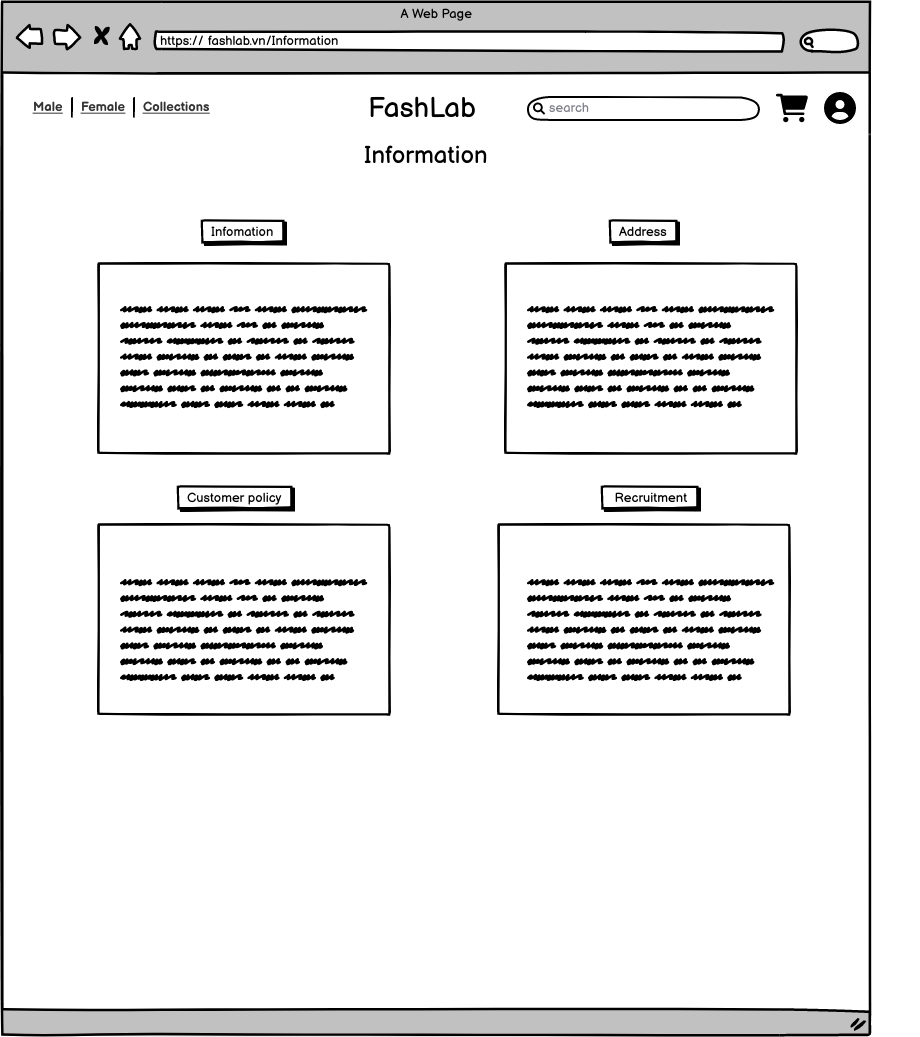 A Web Page
https:// fashlab.vn/Information
Male Female Collections FashLab search
Information
Infomation Address
Customer policy Recruitment